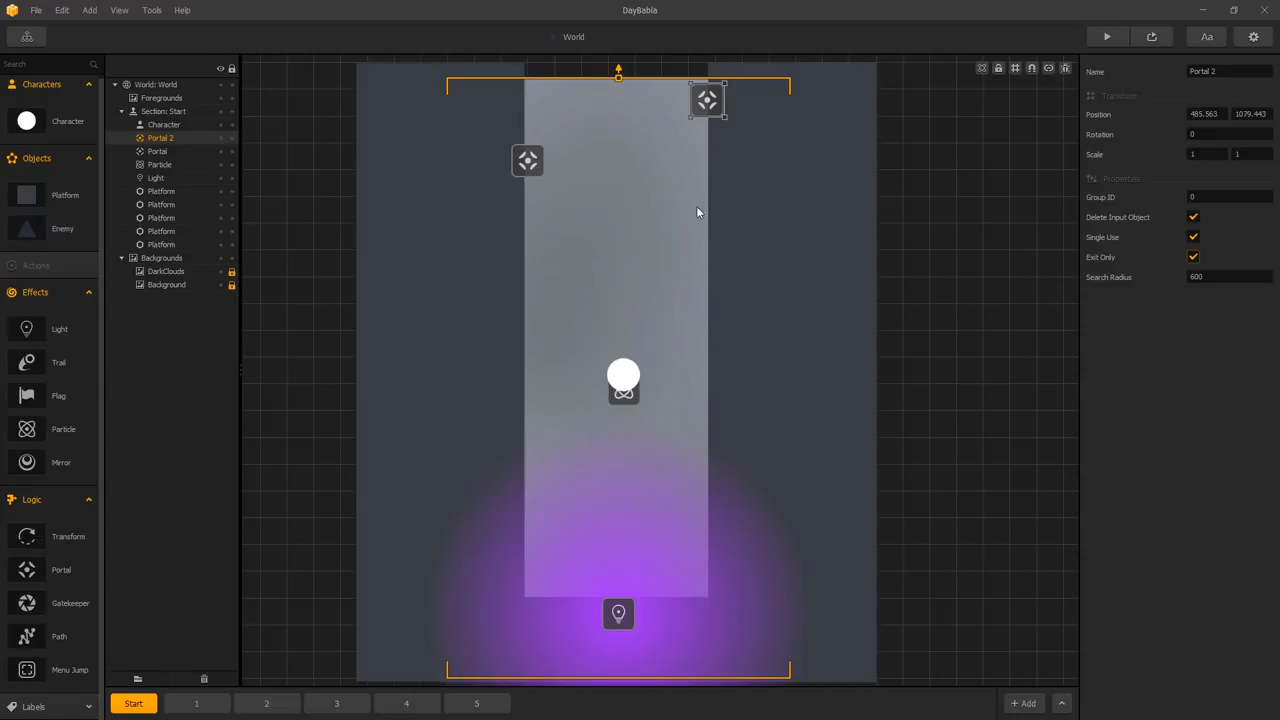 File Edit Add View Tools Help
DayBabla
World
Aa
Search
Characters
Character
Objects
Platform
Enemy
Actions
Effects
Light
Trail
Flag
Particle
Mirror
Logic
Transform
Portal
Gatekeeper
Path
Menu Jump
Labels
World: World
Foregrounds
Section: Start
Character
Portal 2
Portal
Particle
Light
Platform
Platform
Platform
Platform
Platform
Backgrounds
DarkClouds
Background
Start
1
2
3
4
5
Add
Name Portal 2
Transform
Position 485.563 1079.443
Rotation 0
Scale 1 1
Properties
Group ID 0
Delete Input Object
Single Use
Exit Only
Search Radius 600